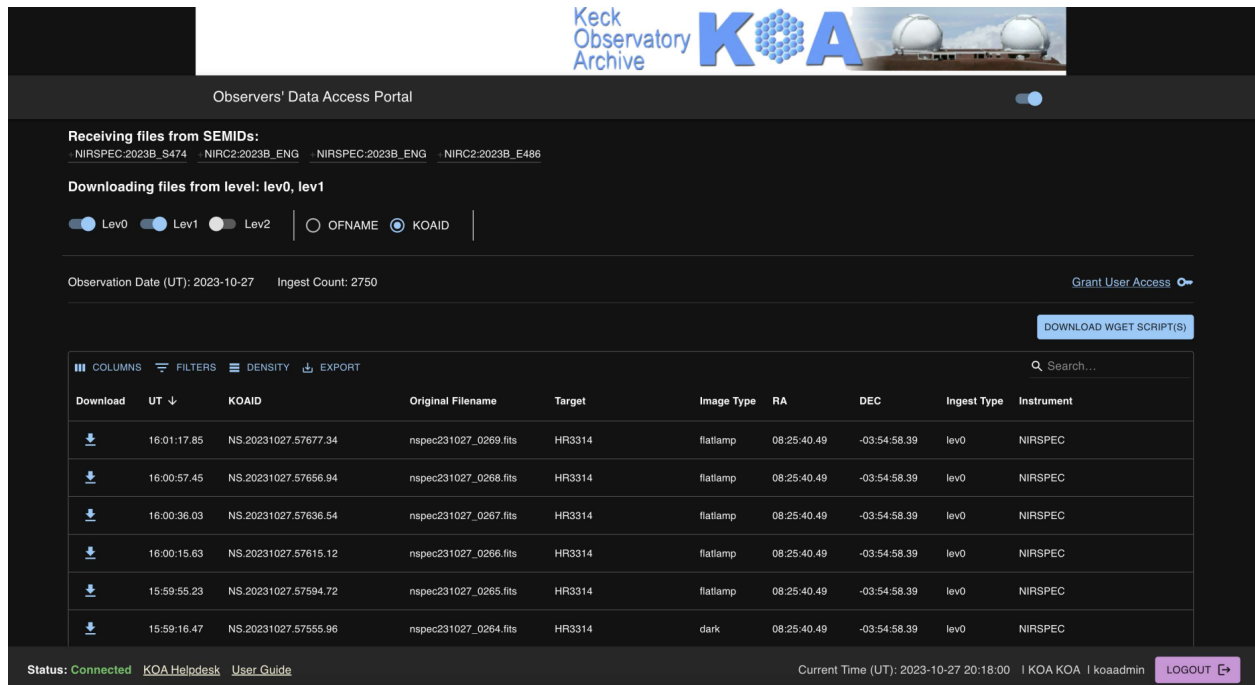 Keck
Observatory
Archive
KOA
Observers' Data Access Portal
Receiving files from SEMIDs:
+NIRSPEC:2023B_S474 +NIRC2:2023B_ENG +NIRSPEC:2023B_ENG +NIRC2:2023B_E486
Downloading files from level: lev0, lev1
Lev0 Lev1 Lev2 OFNAME KOAID
Observation Date (UT): 2023-10-27 Ingest Count: 2750 Grant User Access
DOWNLOAD WGET SCRIPT(S)
COLUMNS FILTERS DENSITY EXPORT Search…
Download UT KOAID Original Filename Target Image Type RA DEC Ingest Type Instrument
16:01:17.85 NS.20231027.57677.34 nspec231027_0269.fits HR3314 flatlamp 08:25:40.49 -03:54:58.39 lev0 NIRSPEC
16:00:57.45 NS.20231027.57656.94 nspec231027_0268.fits HR3314 flatlamp 08:25:40.49 -03:54:58.39 lev0 NIRSPEC
16:00:36.03 NS.20231027.57636.54 nspec231027_0267.fits HR3314 flatlamp 08:25:40.49 -03:54:58.39 lev0 NIRSPEC
16:00:15.63 NS.20231027.57615.12 nspec231027_0266.fits HR3314 flatlamp 08:25:40.49 -03:54:58.39 lev0 NIRSPEC
15:59:55.23 NS.20231027.57594.72 nspec231027_0265.fits HR3314 flatlamp 08:25:40.49 -03:54:58.39 lev0 NIRSPEC
15:59:16.47 NS.20231027.57555.96 nspec231027_0264.fits HR3314 dark 08:25:40.49 -03:54:58.39 lev0 NIRSPEC
Status: Connected KOA Helpdesk User Guide Current Time (UT): 2023-10-27 20:18:00 | KOA KOA | koaadmin LOGOUT